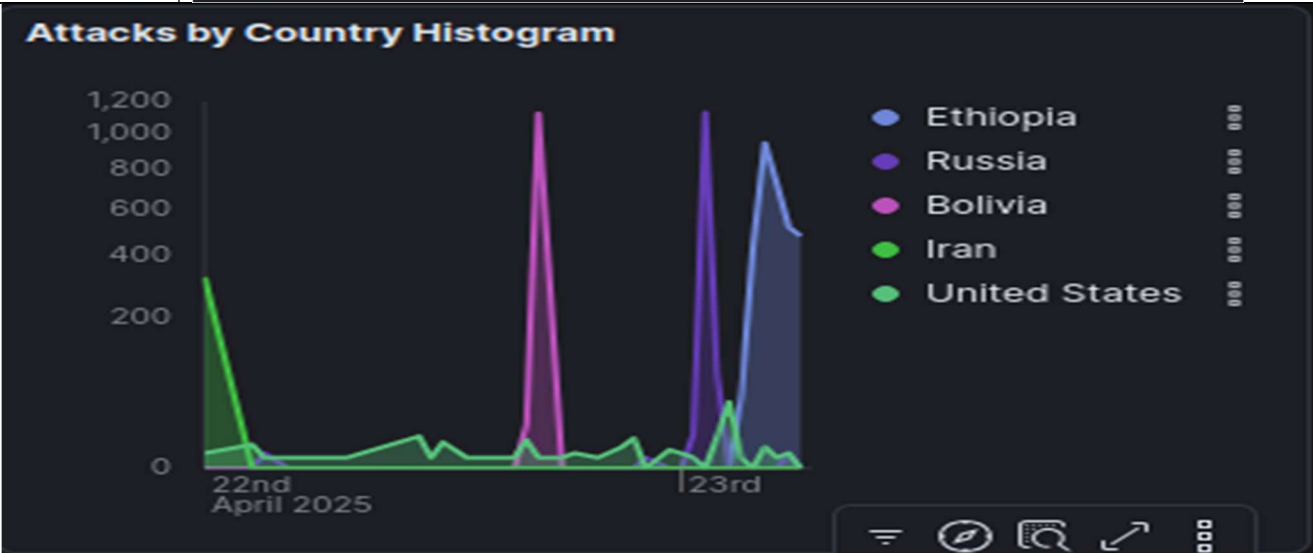 Attacks by Country Histogram
1,200
1,000
800
600
400
200
0
22nd
April 2025
23rd
Ethiopia
Russia
Bolivia
Iran
United States